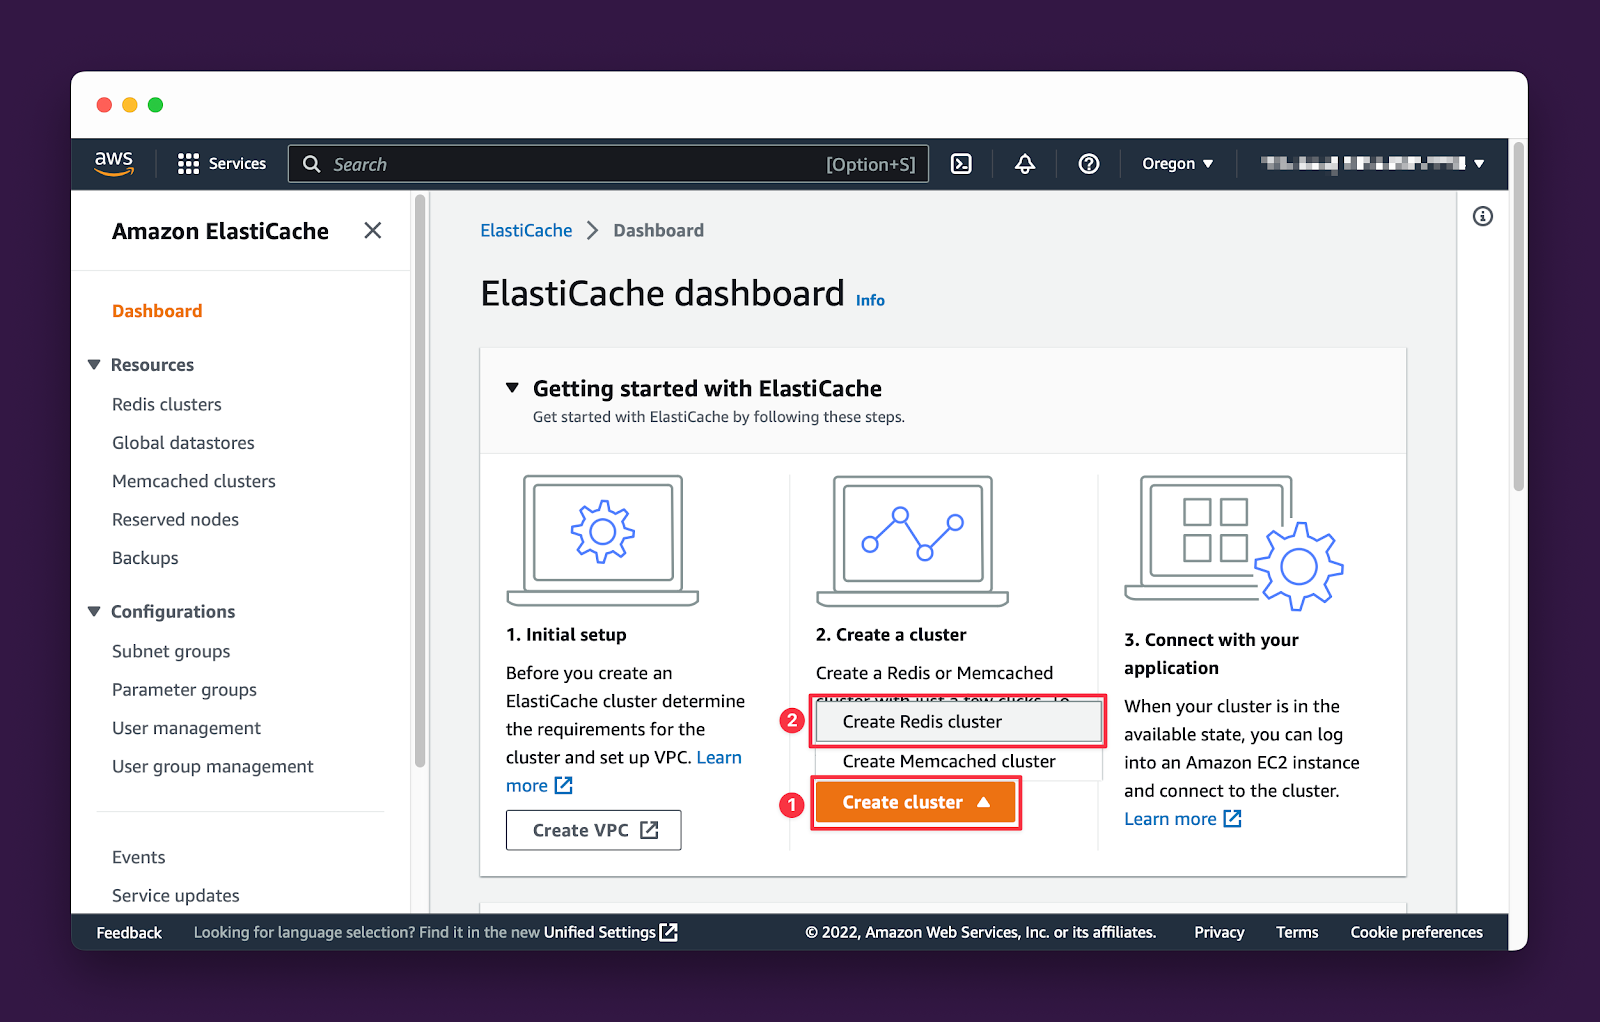 aws
Services
Search
[Option+S]
Oregon
Amazon ElastiCache
Dashboard
Resources
Redis clusters
Global datastores
Memcached clusters
Reserved nodes
Backups
Configurations
Subnet groups
Parameter groups
User management
User group management
Events
Service updates
ElastiCache
Dashboard
ElastiCache dashboard
Info
Getting started with ElastiCache
Get started with ElastiCache by following these steps.
1. Initial setup
Before you create an
ElastiCache cluster determine
the requirements for the
cluster and set up VPC. Learn
more
Create VPC
2. Create a cluster
Create a Redis or Memcached
cluster with just a few clicks. To
2
Create Redis cluster
Create Memcached cluster
1
Create cluster
3. Connect with your
application
When your cluster is in the
available state, you can log
into an Amazon EC2 instance
and connect to the cluster.
Learn more
Feedback
Looking for language selection? Find it in the new Unified Settings
© 2022, Amazon Web Services, Inc. or its affiliates.
Privacy
Terms
Cookie preferences